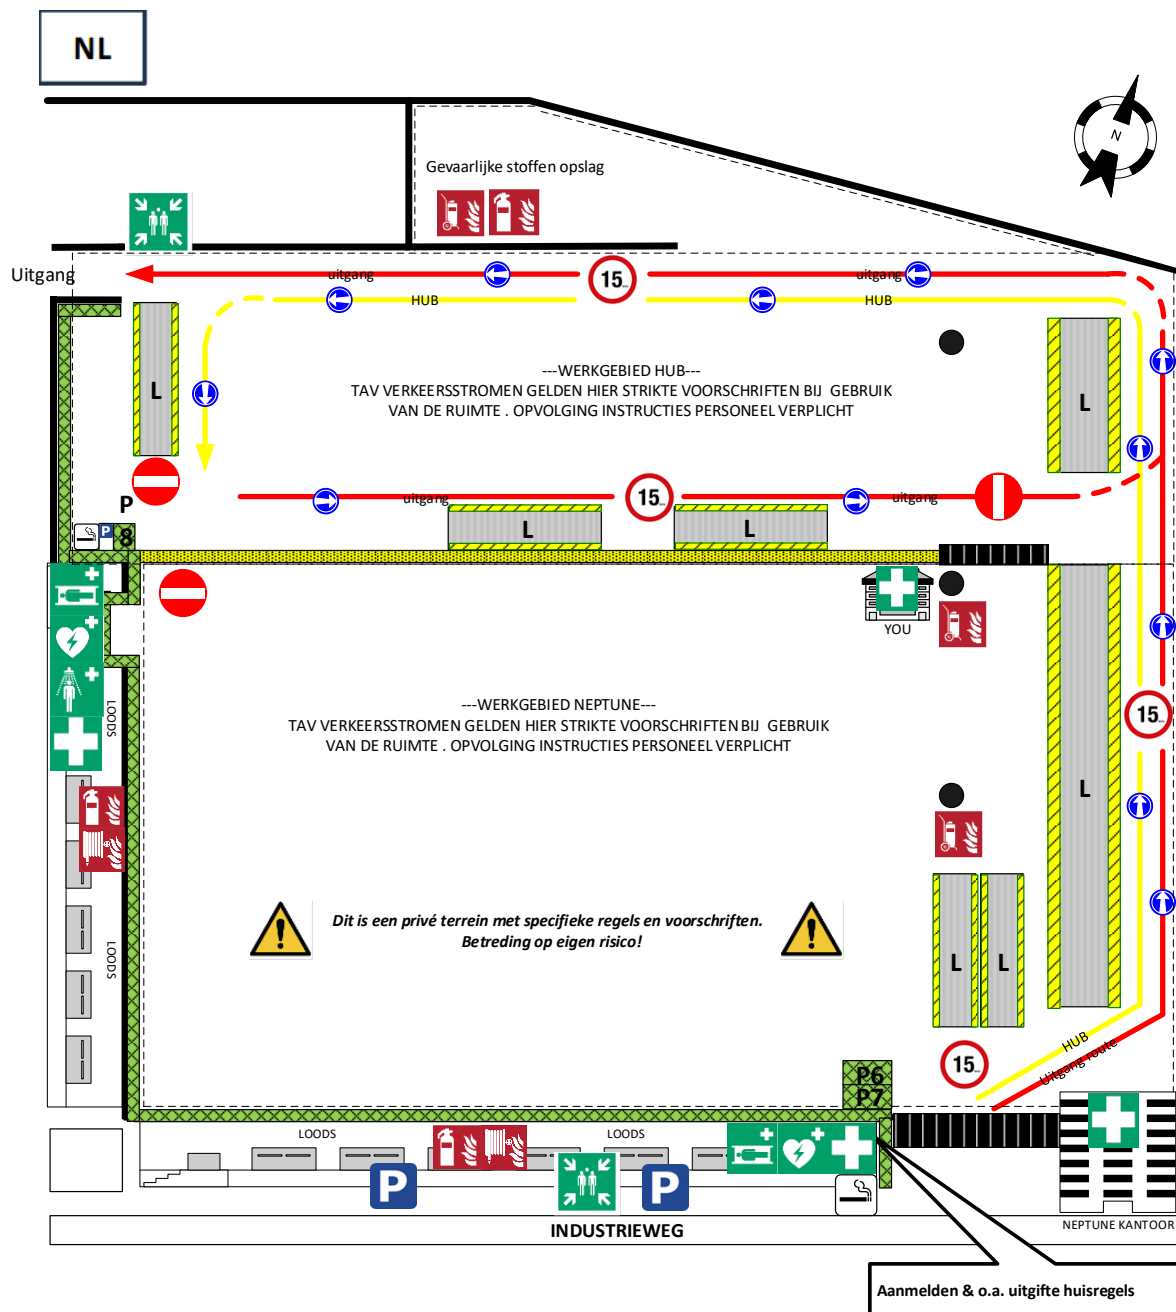 NL
N
Gevaarlijke stoffen opslag
Uitgang
uitgang
15
uitgang
HUB
HUB
---WERKGEBIED HUB---
TAV VERKEERSSTROMEN GELDEN HIER STRIKTE VOORSCHRIFTEN BIJ GEBRUIK
VAN DE RUIMTE . OPVOLGING INSTRUCTIES PERSONEEL VERPLICHT
L
L
P
uitgang
15
uitgang
P
8
L
L
YOU
---WERKGEBIED NEPTUNE---
TAV VERKEERSSTROMEN GELDEN HIER STRIKTE VOORSCHRIFTEN BIJ GEBRUIK
VAN DE RUIMTE . OPVOLGING INSTRUCTIES PERSONEEL VERPLICHT
LOODS
15
L
Dit is een privé terrein met specifieke regels en voorschriften.
Betreding op eigen risico!
LOODS
L
L
HUB
Uitgang route
15
P6
P7
LOODS
LOODS
P
P
INDUSTRIEWEG
NEPTUNE KANTOOR
Aanmelden & o.a. uitgifte huisregels